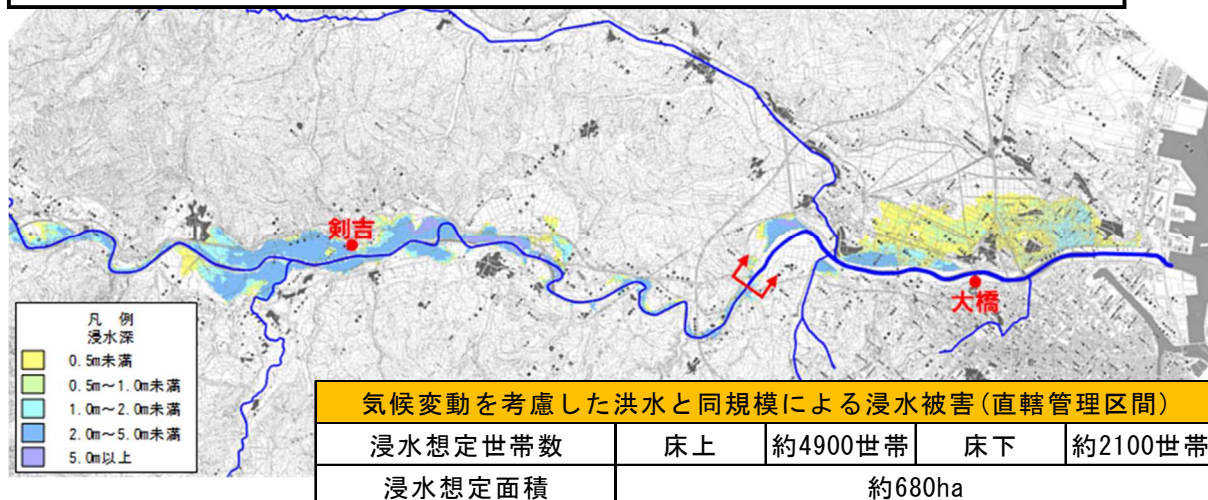 剣吉
大橋
凡 例
浸水深
0.5m未満
0.5m～1.0m未満
1.0m～2.0m未満
2.0m～5.0m未満
5.0m以上
気候変動を考慮した洪水と同規模による浸水被害(直轄管理区間)
浸水想定世帯数 床上 約4900世帯 床下 約2100世帯
浸水想定面積 約680ha